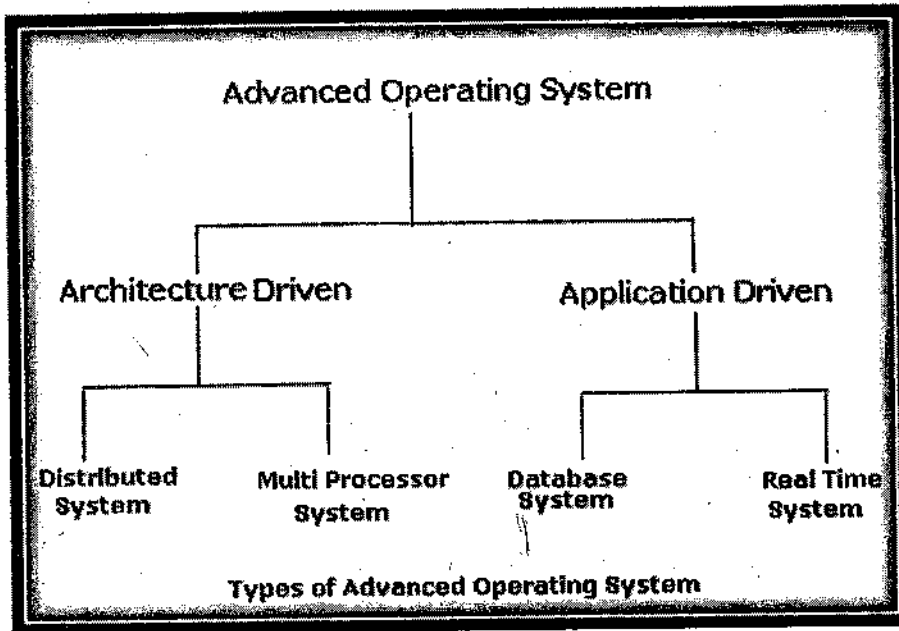 Advanced Operating System
Architecture Driven
Application Driven
Distributed
System
Multi Processor
System
Database
System
Real Time
System
Types of Advanced Operating System